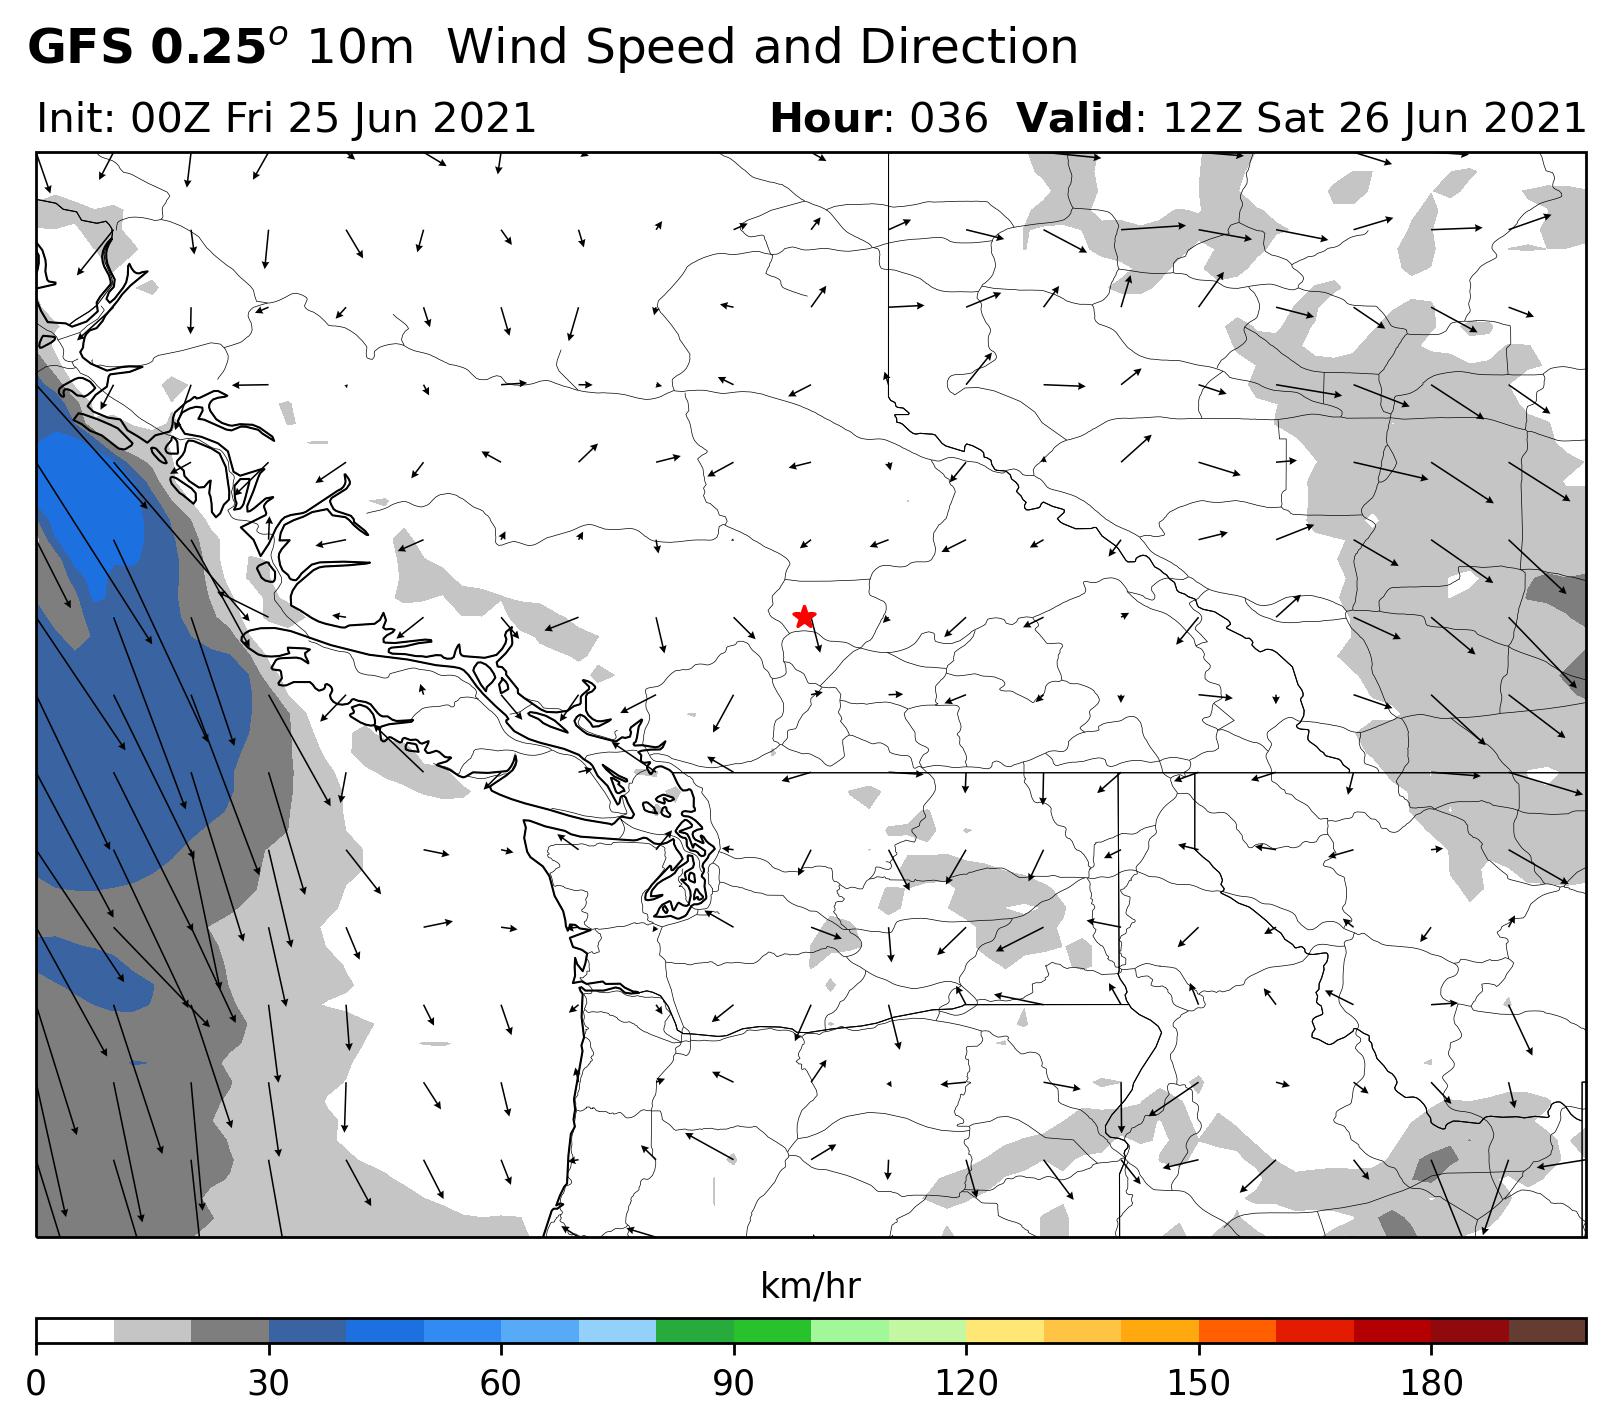 GFS 0.25° 10m Wind Speed and Direction
Init: 00Z Fri 25 Jun 2021 Hour: 036 Valid: 12Z Sat 26 Jun 2021
km/hr
0 30 60 90 120 150 180